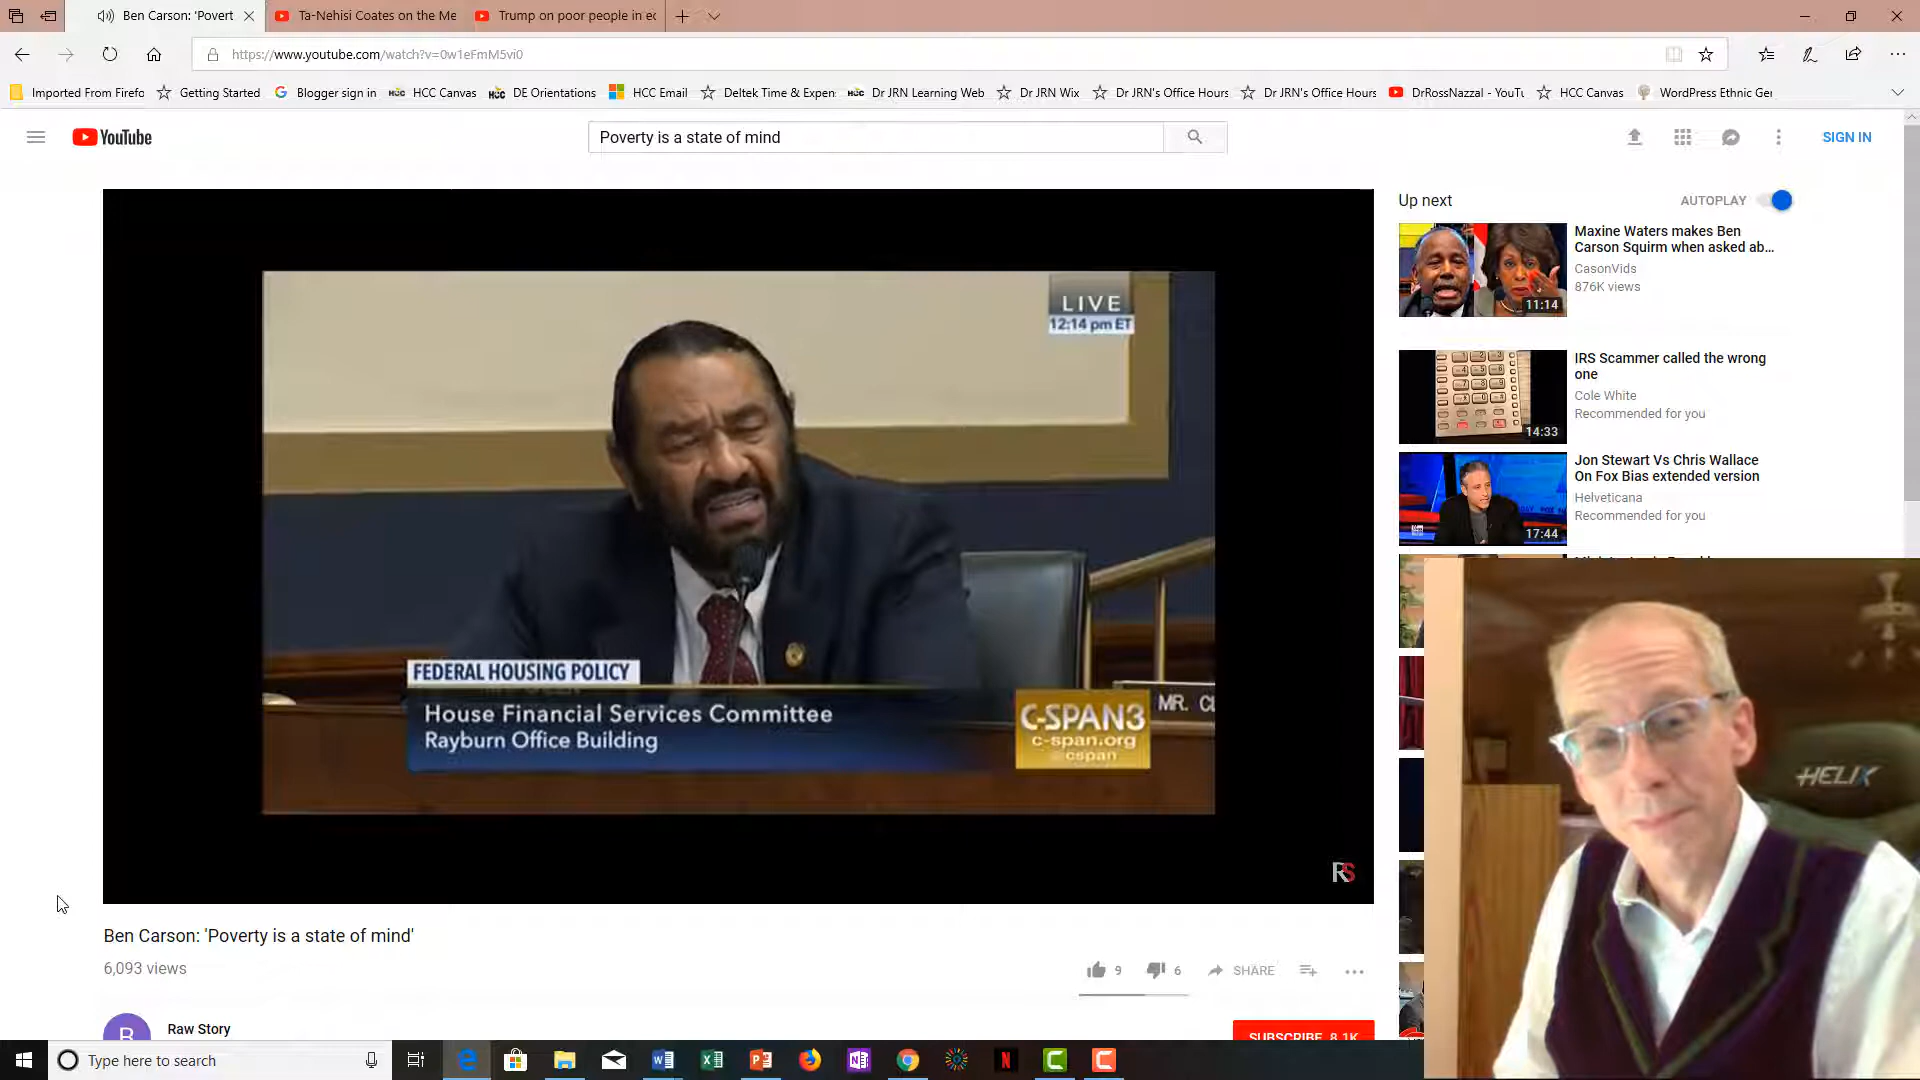 Ben Carson: 'Povert
Ta-Nehisi Coates on the Me
Trump on poor people in ec
https://www.youtube.com/watch?v=0w1eFmM5vi0
Imported From Firefo
Getting Started
Blogger sign in
HCC Canvas
DE Orientations
HCC Email
Deltek Time & Expen
Dr JRN Learning Web
Dr JRN Wix
Dr JRN's Office Hours
Dr JRN's Office Hours
DrRossNazzal - YouTu
HCC Canvas
WordPress Ethnic Ger
YouTube
Poverty is a state of mind
SIGN IN
LIVE
12:14 pm ET
FEDERAL HOUSING POLICY
House Financial Services Committee
Rayburn Office Building
C-SPAN3
c-span.org
@cspan
MR. CL
RS
Up next
AUTOPLAY
Maxine Waters makes Ben
Carson Squirm when asked ab...
CasonVids
876K views
11:14
IRS Scammer called the wrong
one
Cole White
Recommended for you
14:33
Jon Stewart Vs Chris Wallace
On Fox Bias extended version
Helveticana
Recommended for you
17:44
HELIX
Ben Carson: 'Poverty is a state of mind'
6,093 views
9
6
SHARE
Raw Story
SUBSCRIBE 8.1K
Type here to search